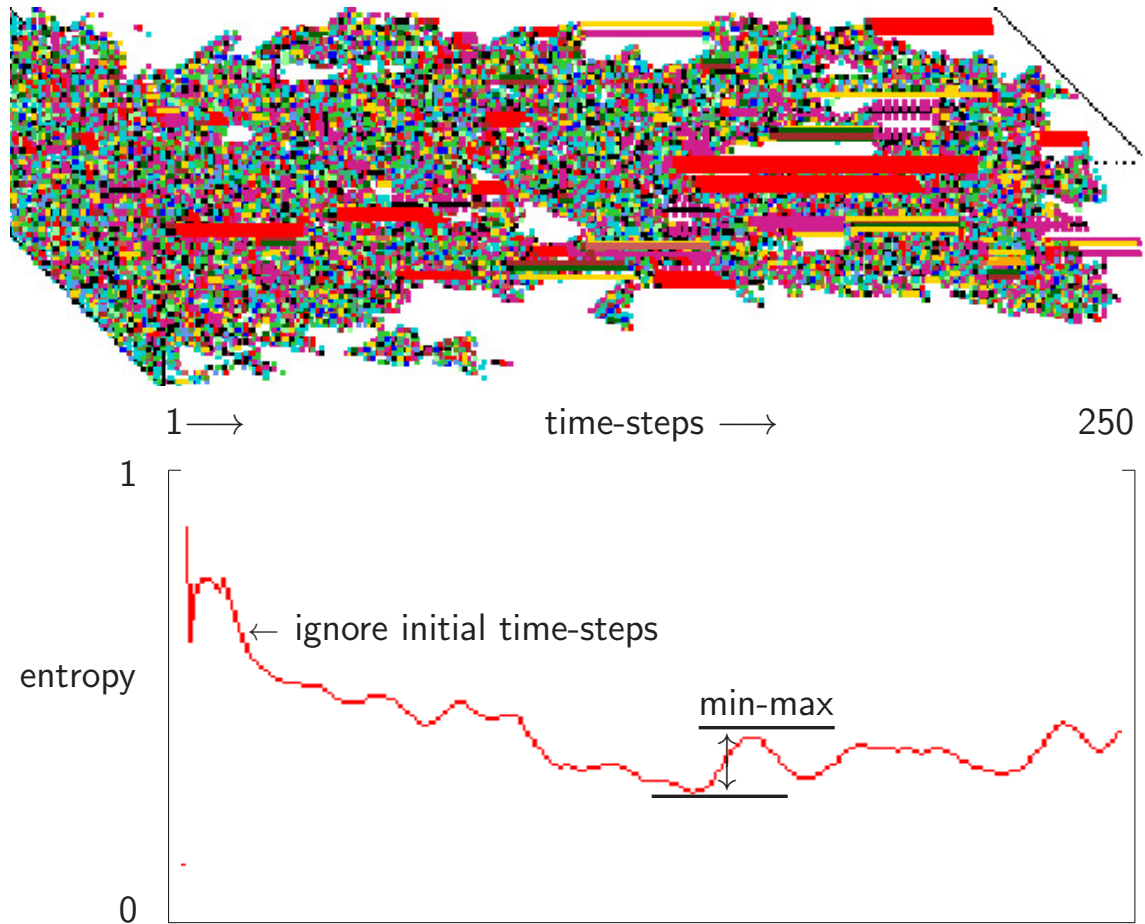 1⟶ time-steps ⟶ 250
1
← ignore initial time-steps
entropy
min-max
0